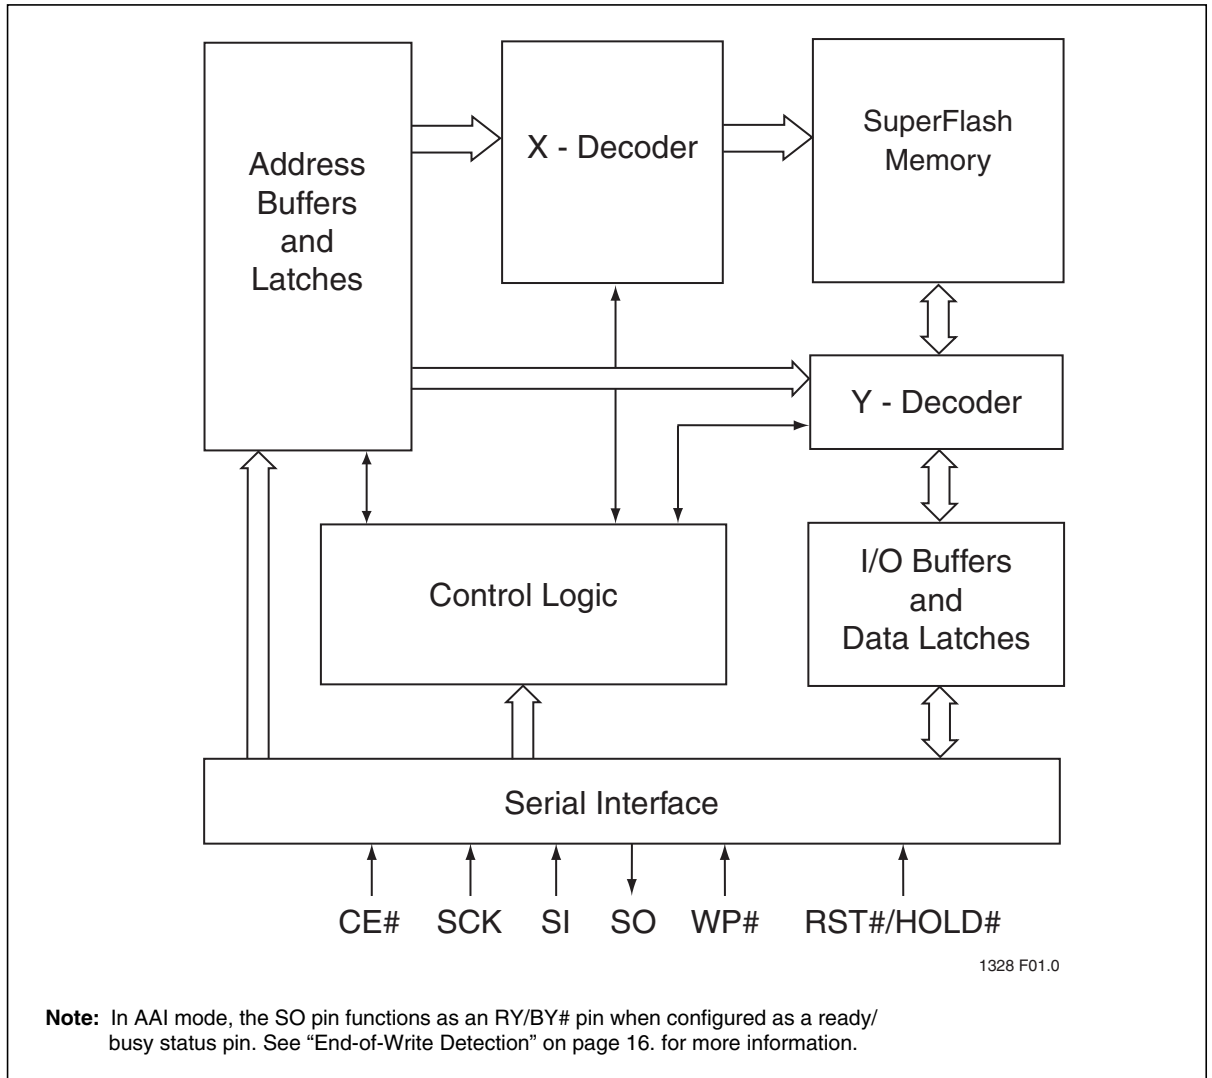 Address
Buffers
and
Latches
X - Decoder
SuperFlash
Memory
Y - Decoder
Control Logic
I/O Buffers
and
Data Latches
Serial Interface
CE# SCK SI SO WP# RST#/HOLD#
1328 F01.0
Note: In AAI mode, the SO pin functions as an RY/BY# pin when configured as a ready/
busy status pin. See “End-of-Write Detection” on page 16. for more information.